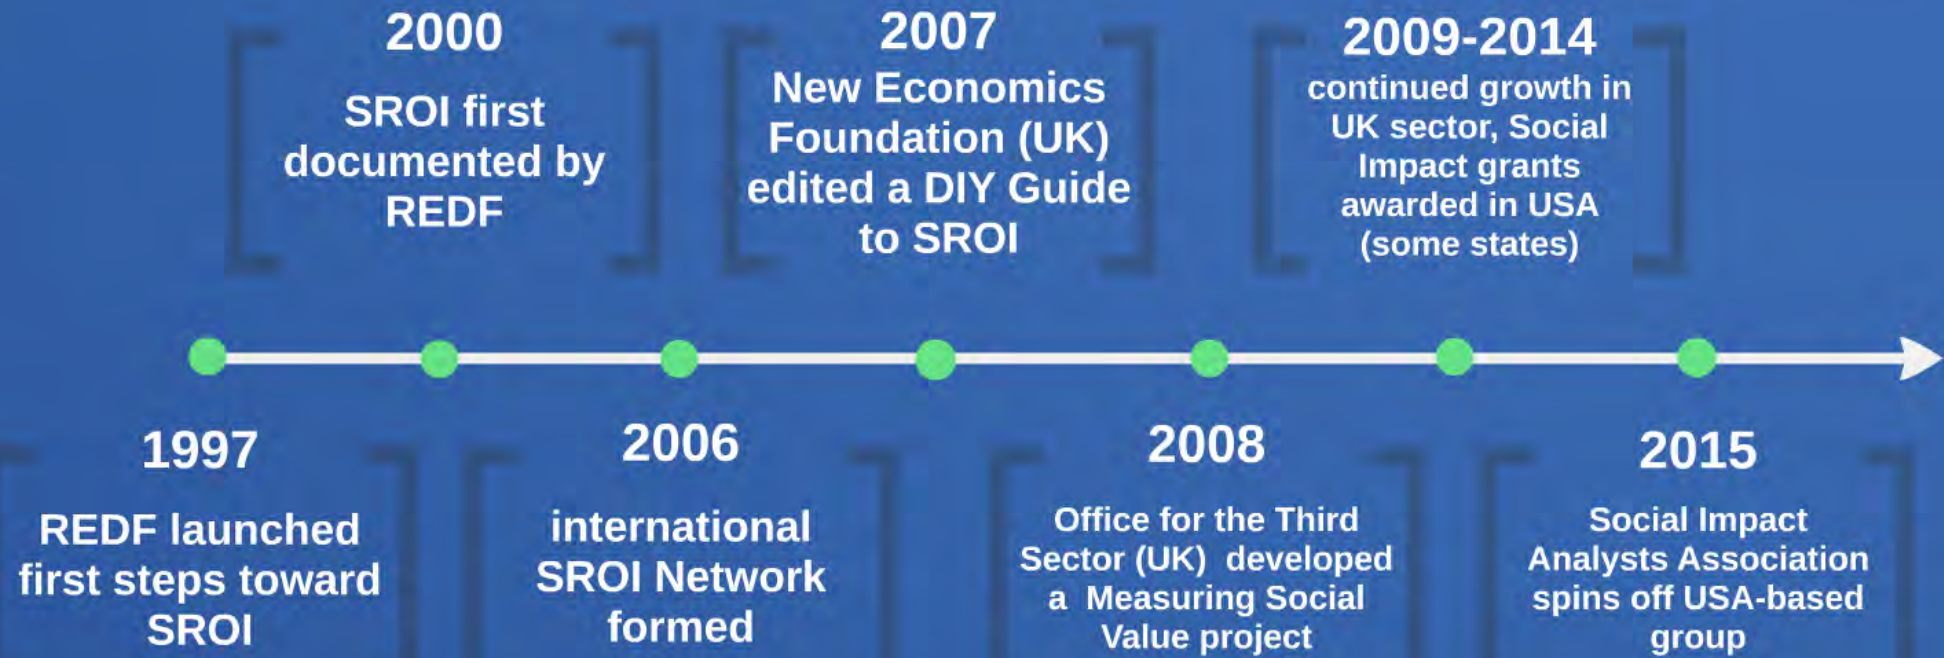 2000
SROI first
documented by
REDF
2007
New Economics
Foundation (UK)
edited a DIY Guide
to SROI
2009-2014
continued growth in
UK sector, Social
Impact grants
awarded in USA
(some states)
1997
REDF launched
first steps toward
SROI
2006
international
SROI Network
formed
2008
Office for the Third
Sector (UK) developed
a Measuring Social
Value project
2015
Social Impact
Analysts Association
spins off USA-based
group